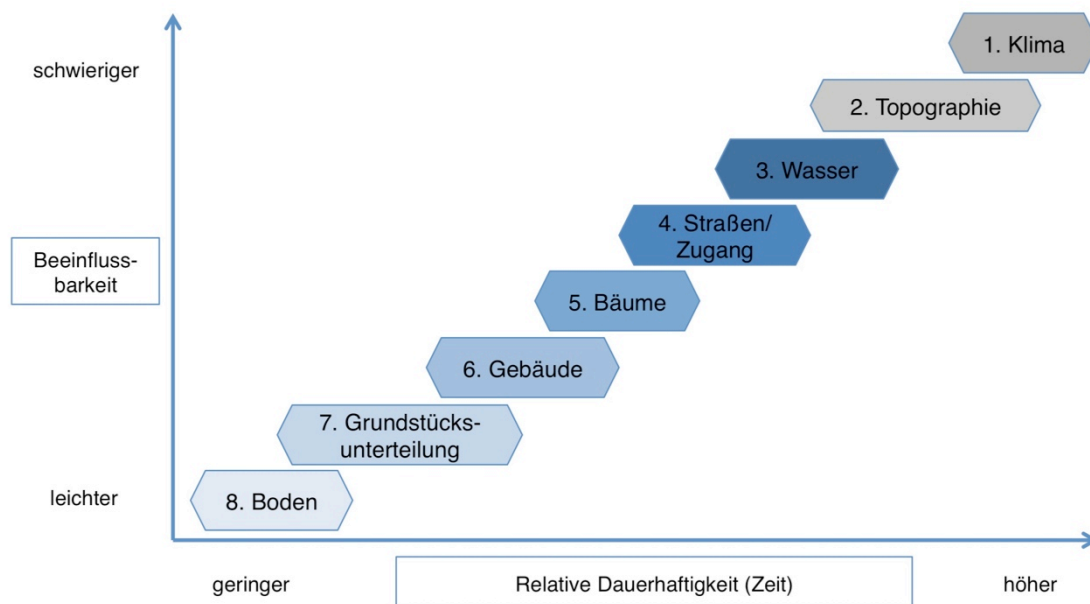 schwieriger
1. Klima
2. Topographie
3. Wasser
4. Straßen/
Zugang
Beeinfluss-
barkeit
5. Bäume
6. Gebäude
7. Grundstücks-
unterteilung
leichter
8. Boden
geringer
Relative Dauerhaftigkeit (Zeit)
höher